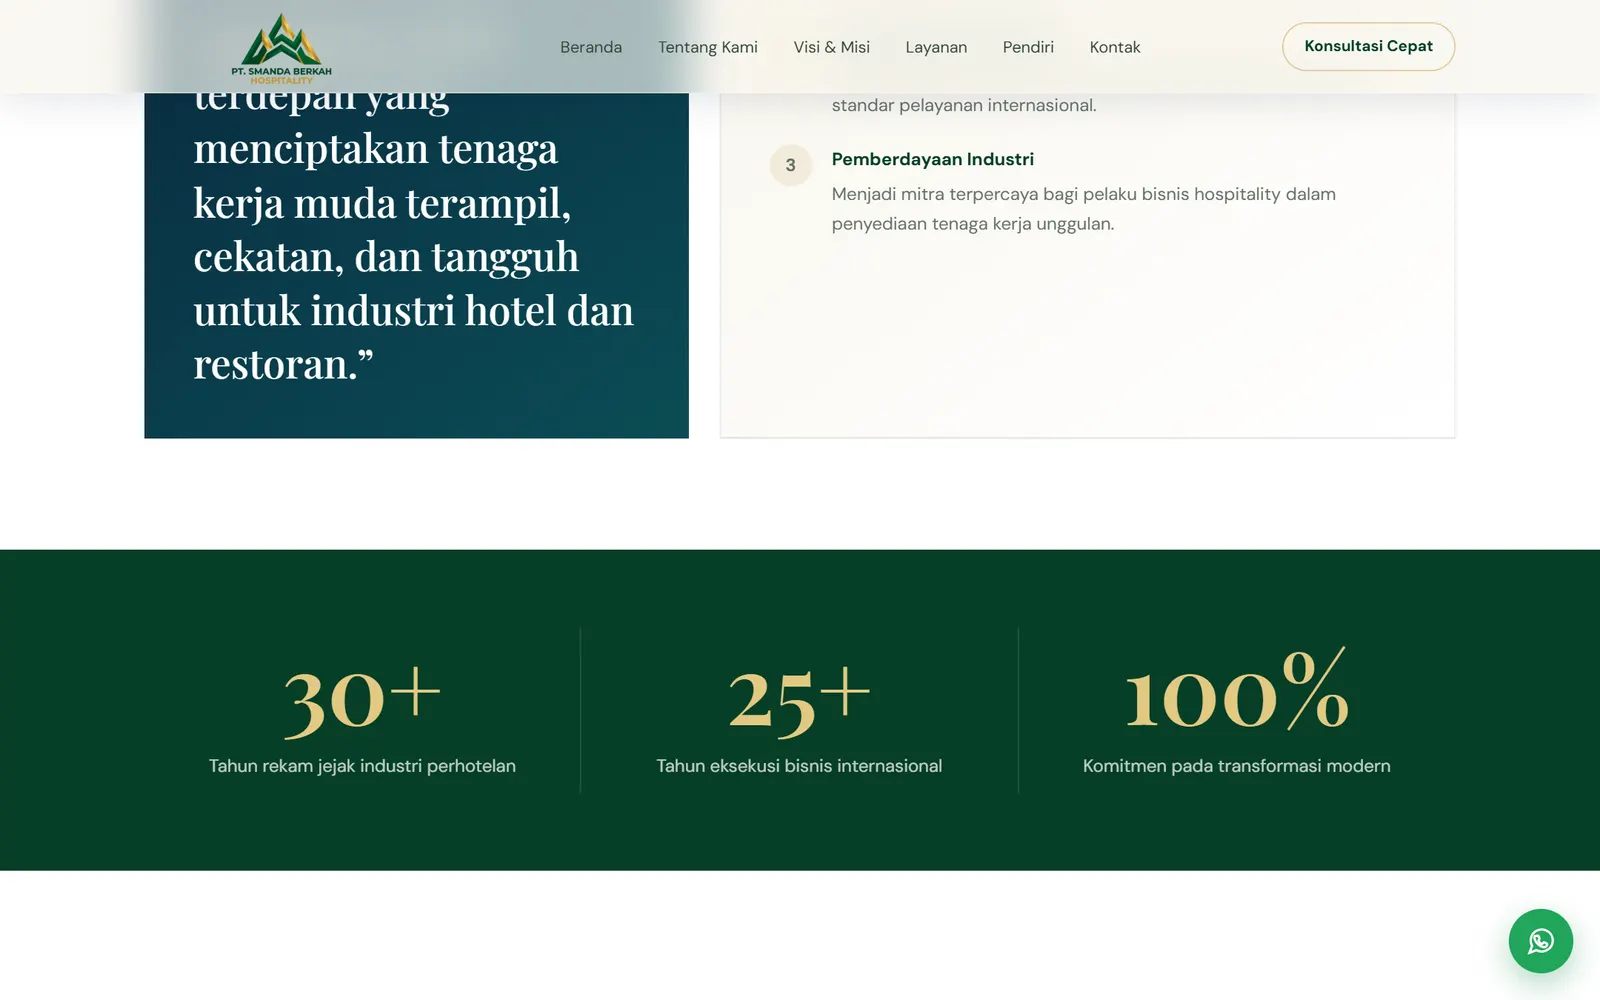 PT. SMANDA BERKAH
HOSPITALITY
Beranda
Tentang Kami
Visi & Misi
Layanan
Pendiri
Kontak
Konsultasi Cepat
terdepan yang
menciptakan tenaga
kerja muda terampil,
cekatan, dan tangguh
untuk industri hotel dan
restoran.”
standar pelayanan internasional.
3
Pemberdayaan Industri
Menjadi mitra terpercaya bagi pelaku bisnis hospitality dalam
penyediaan tenaga kerja unggulan.
30+
Tahun rekam jejak industri perhotelan
25+
Tahun eksekusi bisnis internasional
100%
Komitmen pada transformasi modern